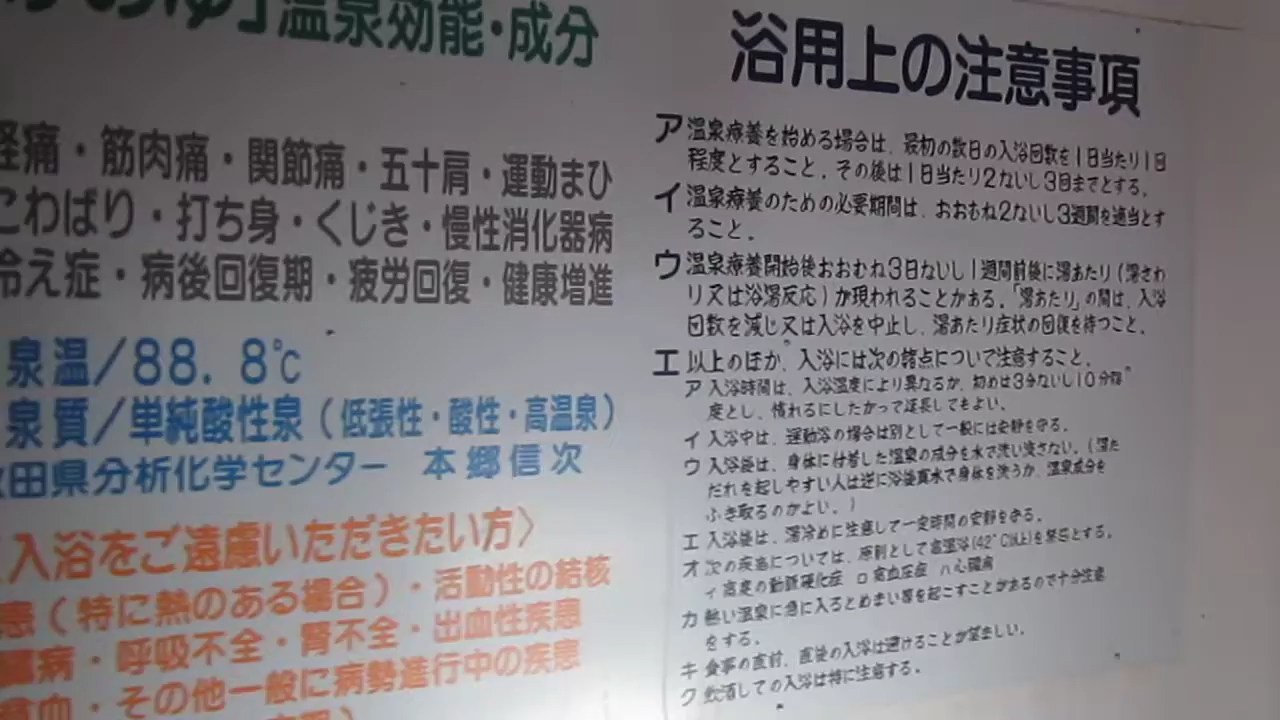 ゆ」温泉効能・成分
経痛・筋肉痛・関節痛・五十肩・運動まひ
こわばり・打ち身・くじき・慢性消化器病
冷え症・病後回復期・疲労回復・健康増進
泉温/88.8℃
泉質/単純酸性泉(低張性・酸性・高温泉)
田県分析化学センター 本郷信次
入浴をご遠慮いただきたい方〉
患(特に熱のある場合)・活動性の結核
臓病・呼吸不全・腎不全・出血性疾患
貧血・その他一般に病勢進行中の疾患
浴用上の注意事項
ア 温泉療養を始める場合は、最初の数日の入浴回数を1日当たり1回
程度とすること。その後は1日当たり2ないし3回までとする。
イ 温泉療養のための必要期間は、おおむね2ないし3週間を適当とす
ること。
ウ 温泉療養開始後おおむね3日ないし1週間前後に湯あたり(湯さわ
り又は浴湯反応)が現われることがある。「湯あたり」の間は、入浴
回数を減じ又は入浴を中止し、湯あたり症状の回復を待つこと。
エ 以上のほか、入浴には次の諸点について注意すること。
ア 入浴時間は、入浴温度により異なるが、初めは3分ないし10分程
度とし、慣れるにしたがって延長してもよい。
イ 入浴中は、運動浴の場合は別として一般には安静を守る。
ウ 入浴後は、身体に付着した温泉の成分を水で洗い流さない。(湯た
だれを起しやすい人は逆に浴後真水で身体を洗うか、温泉成分を
ふき取るのがよい。)
エ 入浴後は、湯冷めに注意して一定時間の安静を守る。
オ 次の疾患については、原則として高温浴(42℃以上)を禁忌とする。
イ 高度の動脈硬化症 ロ 高血圧症 ハ 心臓病
カ 熱い温泉に急に入るとめまい等を起こすことがあるので十分注意
をする。
キ 食事の直前、直後の入浴は避けることが望ましい。
ク 飲酒しての入浴は特に注意する。